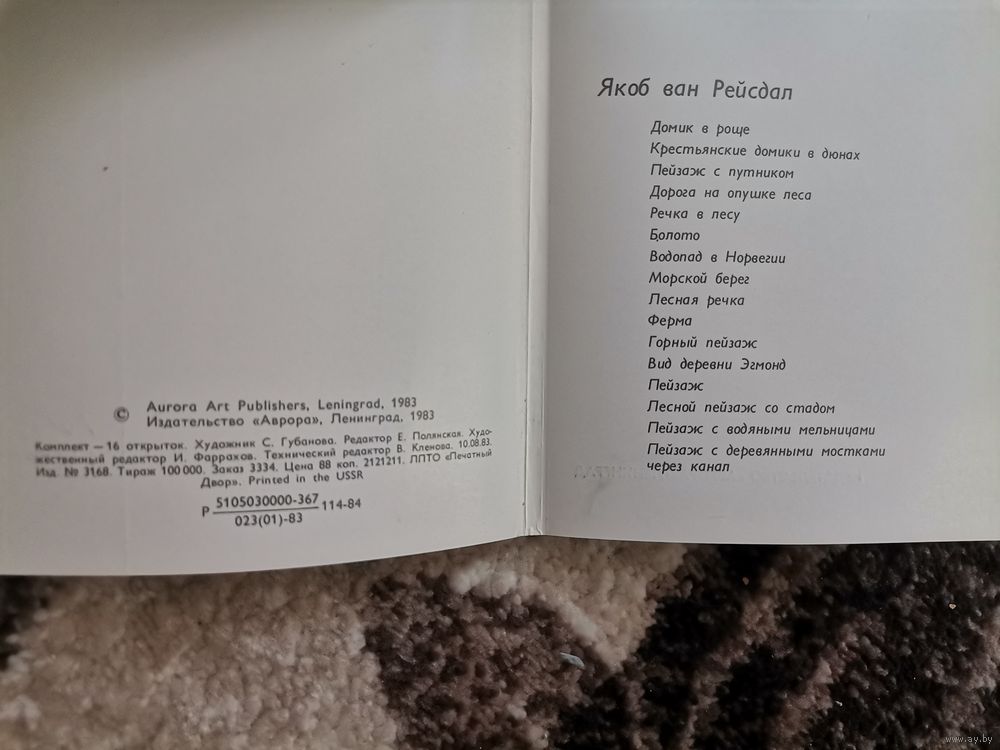 © Aurora Art Publishers, Leningrad, 1983
Издательство «Аврора», Ленинград, 1983
Комплект — 16 открыток. Художник С. Губанова. Редактор Е. Полянская. Худо-
жественный редактор И. Фаррахов. Технический редактор В. Кленова. 10.08.83.
Изд. № 3168. Тираж 100 000. Заказ 3334. Цена 88 коп. 2121211. ЛПТО «Печатный
Двор». Printed in the USSR
Р 5105030000-367 114-84
023(01)-83
Якоб ван Рейсдал
Домик в роще
Крестьянские домики в дюнах
Пейзаж с путником
Дорога на опушке леса
Речка в лесу
Болото
Водопад в Норвегии
Морской берег
Лесная речка
Ферма
Горный пейзаж
Вид деревни Эгмонд
Пейзаж
Лесной пейзаж со стадом
Пейзаж с водяными мельницами
Пейзаж с деревянными мостками
через канал
www.ay.by